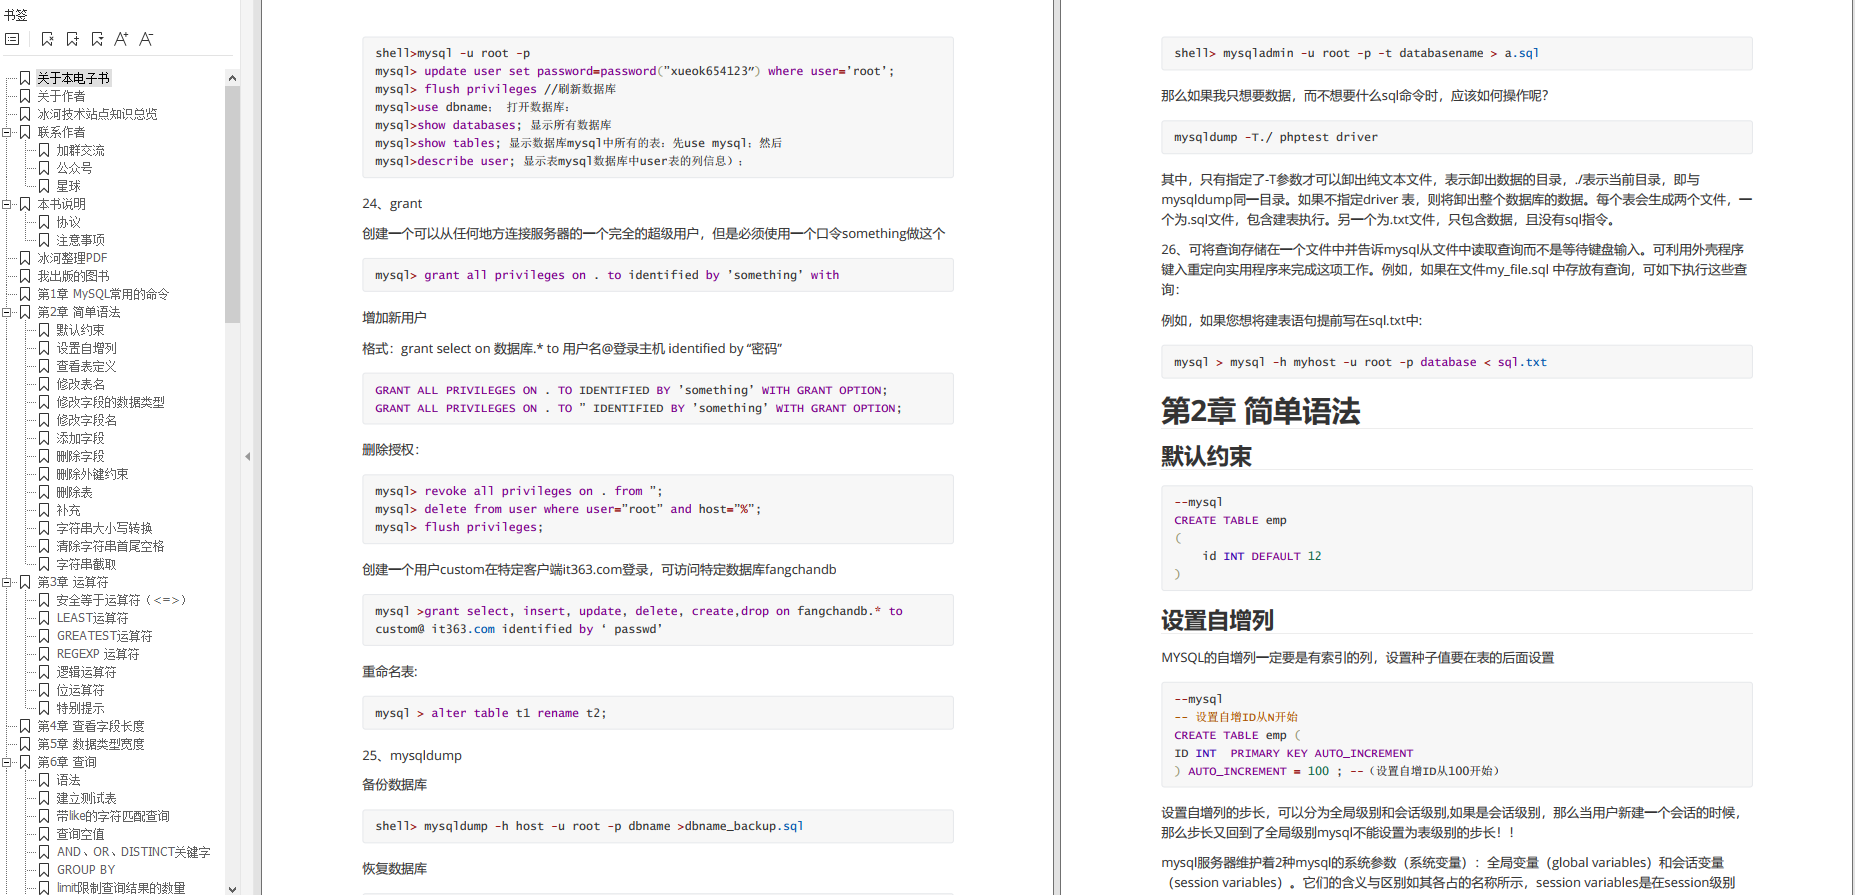 书签
关于本电子书
关于作者
冰河技术站点知识总览
联系作者
加群交流
公众号
星球
本书说明
协议
注意事项
冰河整理PDF
我出版的图书
第1章 MySQL常用的命令
第2章 简单语法
默认约束
设置自增列
查看表定义
修改表名
修改字段的数据类型
修改字段名
添加字段
删除字段
删除外键约束
删除表
补充
字符串大小写转换
清除字符串首尾空格
字符串截取
第3章 运算符
安全等于运算符（<=>）
LEAST运算符
GREATEST运算符
REGEXP 运算符
逻辑运算符
位运算符
特别提示
第4章 查看字段长度
第5章 数据类型宽度
第6章 查询
语法
建立测试表
带like的字符匹配查询
查询空值
AND、OR、DISTINCT关键字
GROUP BY
limit限制查询结果的数量
shell>mysql -u root -p
mysql> update user set password=password("xueok654123”) where user=’root’;
mysql> flush privileges //刷新数据库
mysql>use dbname； 打开数据库：
mysql>show databases; 显示所有数据库
mysql>show tables; 显示数据库mysql中所有的表：先use mysql；然后
mysql>describe user; 显示表mysql数据库中user表的列信息）；
24、grant
创建一个可以从任何地方连接服务器的一个完全的超级用户，但是必须使用一个口令something做这个
mysql> grant all privileges on . to identified by ’something’ with
增加新用户
格式：grant select on 数据库.* to 用户名@登录主机 identified by “密码”
GRANT ALL PRIVILEGES ON . TO IDENTIFIED BY ’something’ WITH GRANT OPTION;
GRANT ALL PRIVILEGES ON . TO ” IDENTIFIED BY ’something’ WITH GRANT OPTION;
删除授权：
mysql> revoke all privileges on . from ”;
mysql> delete from user where user="root" and host="%";
mysql> flush privileges;
创建一个用户custom在特定客户端it363.com登录，可访问特定数据库fangchandb
mysql >grant select, insert, update, delete, create,drop on fangchandb.* to
custom@ it363.com identified by ‘ passwd’
重命名表:
mysql > alter table t1 rename t2;
25、mysqldump
备份数据库
shell> mysqldump -h host -u root -p dbname >dbname_backup.sql
恢复数据库
shell> mysqladmin -u root -p -t databasename > a.sql
那么如果我只想要数据，而不想要什么sql命令时，应该如何操作呢？
mysqldump -T./ phptest driver
其中，只有指定了-T参数才可以卸出纯文本文件，表示卸出数据的目录，./表示当前目录，即与
mysqldump同一目录。如果不指定driver 表，则将卸出整个数据库的数据。每个表会生成两个文件，一
个为.sql文件，包含建表执行。另一个为.txt文件，只包含数据，且没有sql指令。
26、可将查询存储在一个文件中并告诉mysql从文件中读取查询而不是等待键盘输入。可利用外壳程序
键入重定向实用程序来完成这项工作。例如，如果在文件my_file.sql 中存放有查询，可如下执行这些查
询：
例如，如果您想将建表语句提前写在sql.txt中:
mysql > mysql -h myhost -u root -p database < sql.txt
第2章 简单语法
默认约束
--mysql
CREATE TABLE emp
(
id INT DEFAULT 12
)
设置自增列
MYSQL的自增列一定要是有索引的列，设置种子值要在表的后面设置
--mysql
-- 设置自增ID从N开始
CREATE TABLE emp (
ID INT  PRIMARY KEY AUTO_INCREMENT
) AUTO_INCREMENT = 100 ; --（设置自增ID从100开始）
设置自增列的步长，可以分为全局级别和会话级别,如果是会话级别，那么当用户新建一个会话的时候，
那么步长又回到了全局级别mysql不能设置为表级别的步长！！
mysql服务器维护着2种mysql的系统参数（系统变量）：全局变量（global variables）和会话变量
（session variables）。它们的含义与区别如其各占的名称所示，session variables是在session级别